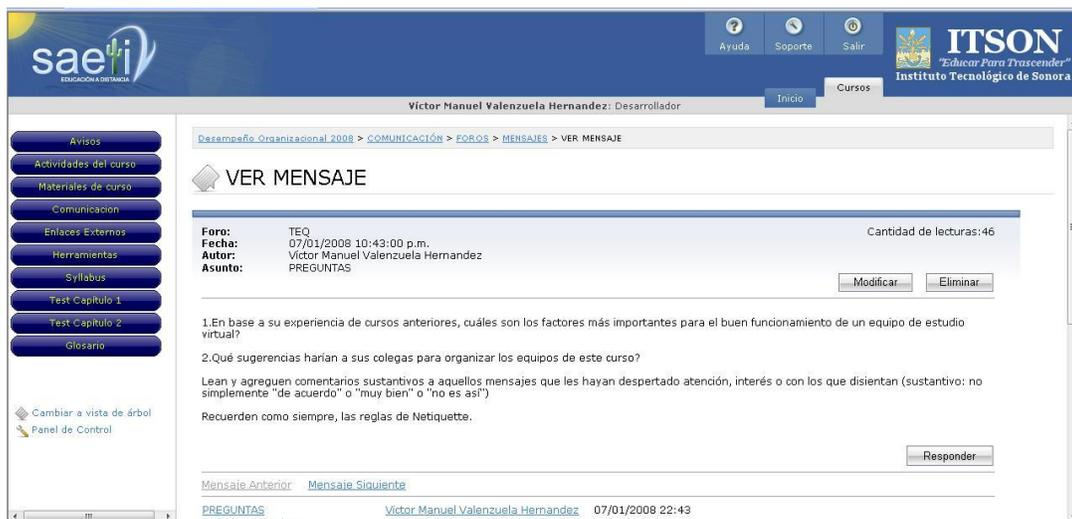 saeti
EDUCACIÓN A DISTANCIA
Ayuda
Soporte
Salir
ITSON
"Educar Para Trascender"
Instituto Tecnológico de Sonora
Inicio
Cursos
Víctor Manuel Valenzuela Hernandez: Desarrollador
Avisos
Actividades del curso
Materiales de curso
Comunicacion
Enlaces Externos
Herramientas
Syllabus
Test Capítulo 1
Test Capítulo 2
Glosario
Cambiar a vista de árbol
Panel de Control
Desempeño Organizacional 2008 > COMUNICACIÓN > FOROS > MENSAJES > VER MENSAJE
VER MENSAJE
Foro: TEQ
Cantidad de lecturas:46
Fecha: 07/01/2008 10:43:00 p.m.
Autor: Víctor Manuel Valenzuela Hernandez
Asunto: PREGUNTAS
Modificar
Eliminar
1.En base a su experiencia de cursos anteriores, cuáles son los factores más importantes para el buen funcionamiento de un equipo de estudio
virtual?
2.Qué sugerencias harían a sus colegas para organizar los equipos de este curso?
Lean y agreguen comentarios sustantivos a aquellos mensajes que les hayan despertado atención, interés o con los que disientan (sustantivo: no
simplemente "de acuerdo" o "muy bien" o "no es así")
Recuerden como siempre, las reglas de Netiquette.
Responder
Mensaje Anterior Mensaje Siguiente
PREGUNTAS Víctor Manuel Valenzuela Hernandez 07/01/2008 22:43